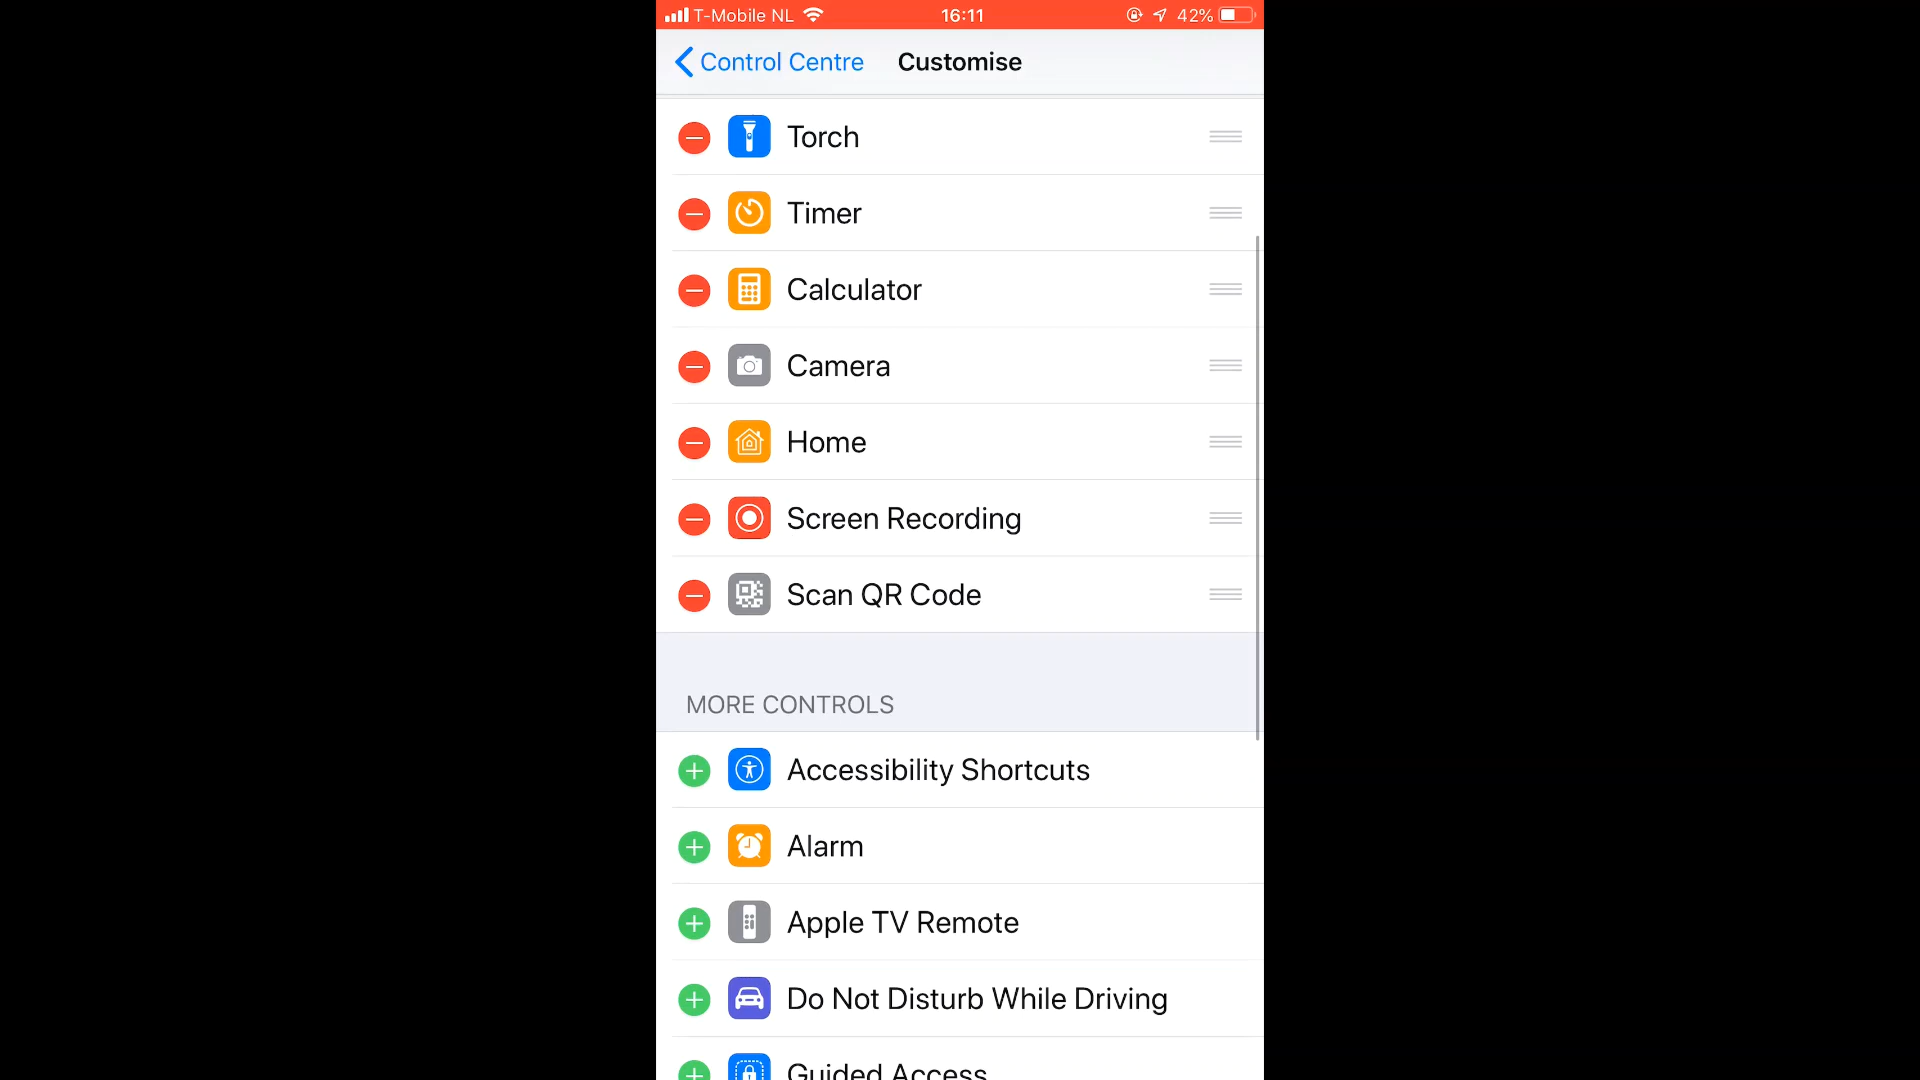 T-Mobile NL 16:11 42%
Control Centre Customise
Torch
Timer
Calculator
Camera
Home
Screen Recording
Scan QR Code
MORE CONTROLS
Accessibility Shortcuts
Alarm
Apple TV Remote
Do Not Disturb While Driving
Guided Access